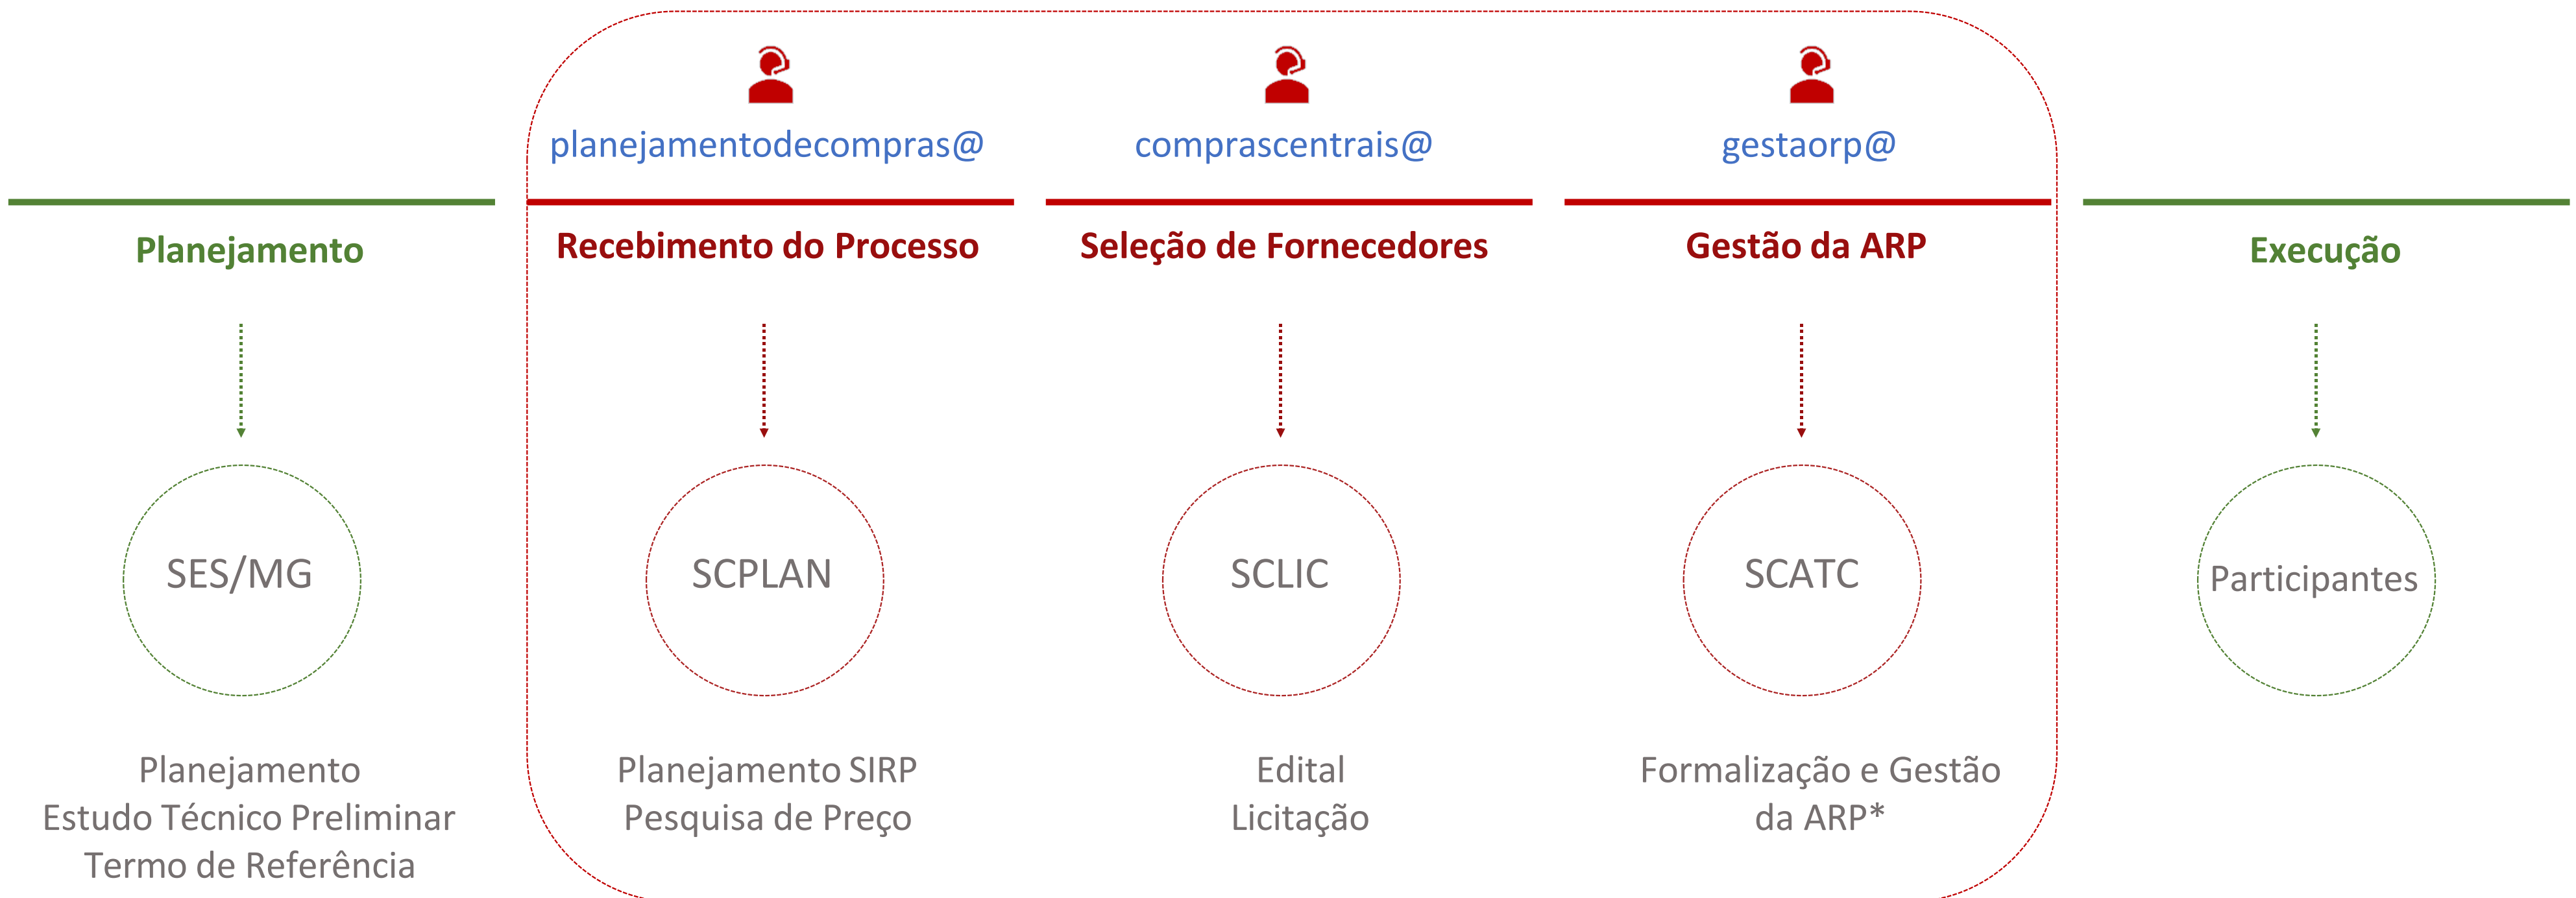 planejamentodecompras@
comprascentrais@
gestaorp@
Planejamento
Recebimento do Processo
Seleção de Fornecedores
Gestão da ARP
Execução
SES/MG
SCPLAN
SCLIC
SCATC
Participantes
Planejamento
Estudo Técnico Preliminar
Termo de Referência
Planejamento SIRP
Pesquisa de Preço
Edital
Licitação
Formalização e Gestão
da ARP*